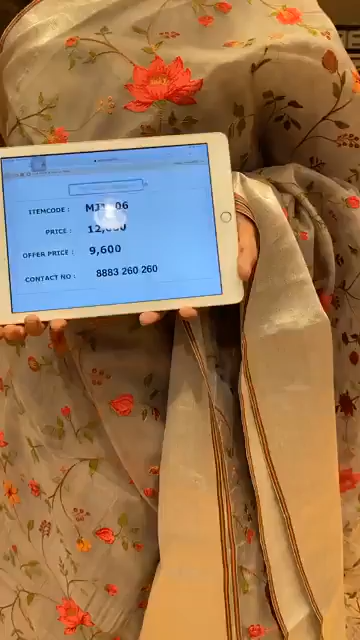 ITEMCODE :
PRICE :
OFFER PRICE : 9,600
CONTACT NO : 8883 260 260